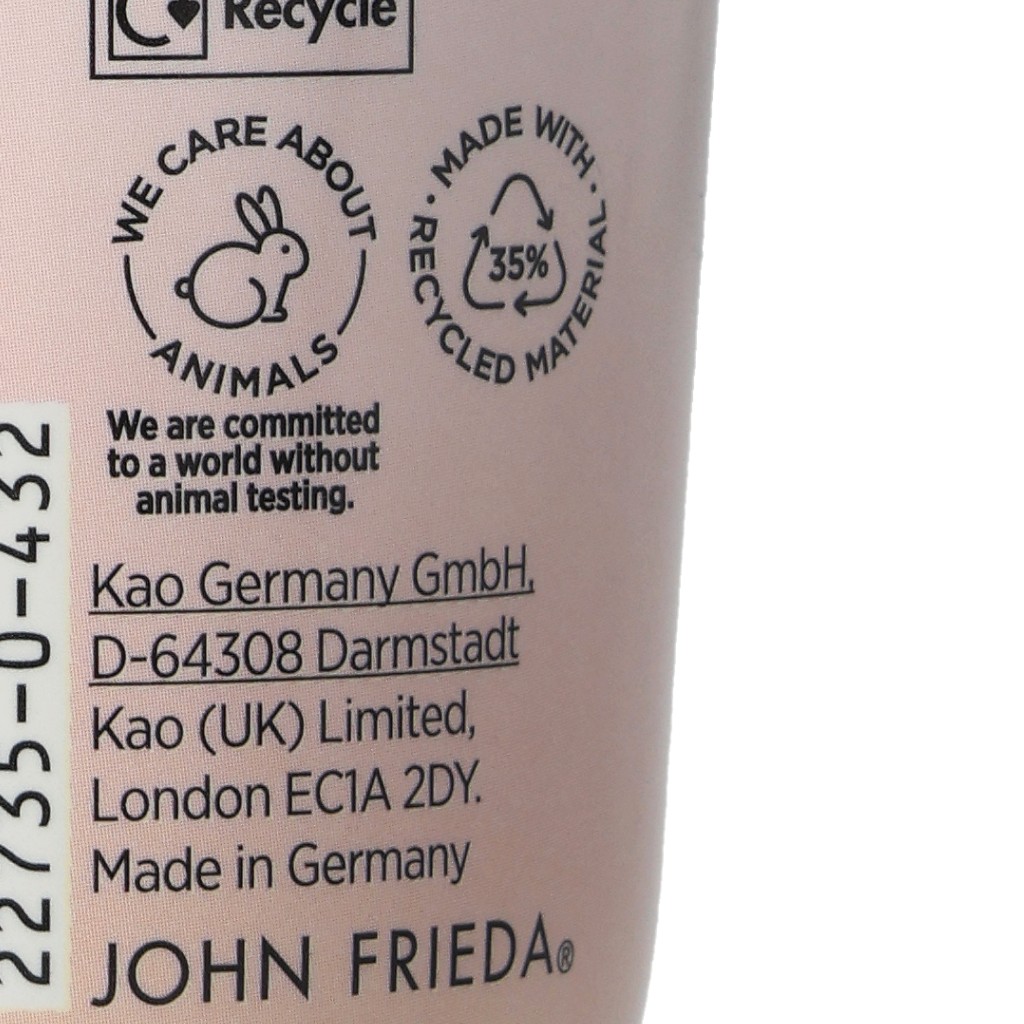 Recycle
WE CARE ABOUT
ANIMALS
We are committed
to a world without
animal testing.
• MADE WITH •
RECYCLED MATERIAL
35%
Kao Germany GmbH,
D-64308 Darmstadt
Kao (UK) Limited,
London EC1A 2DY.
Made in Germany
JOHN FRIEDA®
22735-0-432